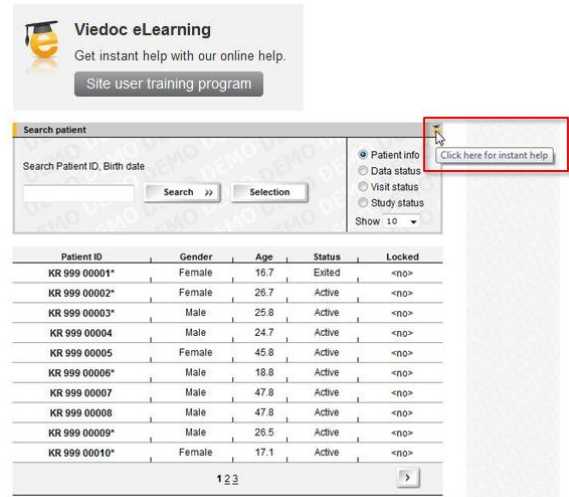 Viedoc eLearning
Get instant help with our online help.
Site user training program
Search patient
Click here for instant help
Search Patient ID, Birth date
Search >> Selection
Patient info
Data status
Visit status
Study status
Show 10
Patient ID Gender Age Status Locked
KR 999 00001* Female 16.7 Exited <no>
KR 999 00002* Female 26.7 Active <no>
KR 999 00003* Male 25.8 Active <no>
KR 999 00004 Male 24.7 Active <no>
KR 999 00005 Female 45.8 Active <no>
KR 999 00006* Male 18.8 Active <no>
KR 999 00007 Male 47.8 Active <no>
KR 999 00008 Male 47.8 Active <no>
KR 999 00009* Male 26.5 Active <no>
KR 999 00010* Female 17.1 Active <no>
1 2 3 >